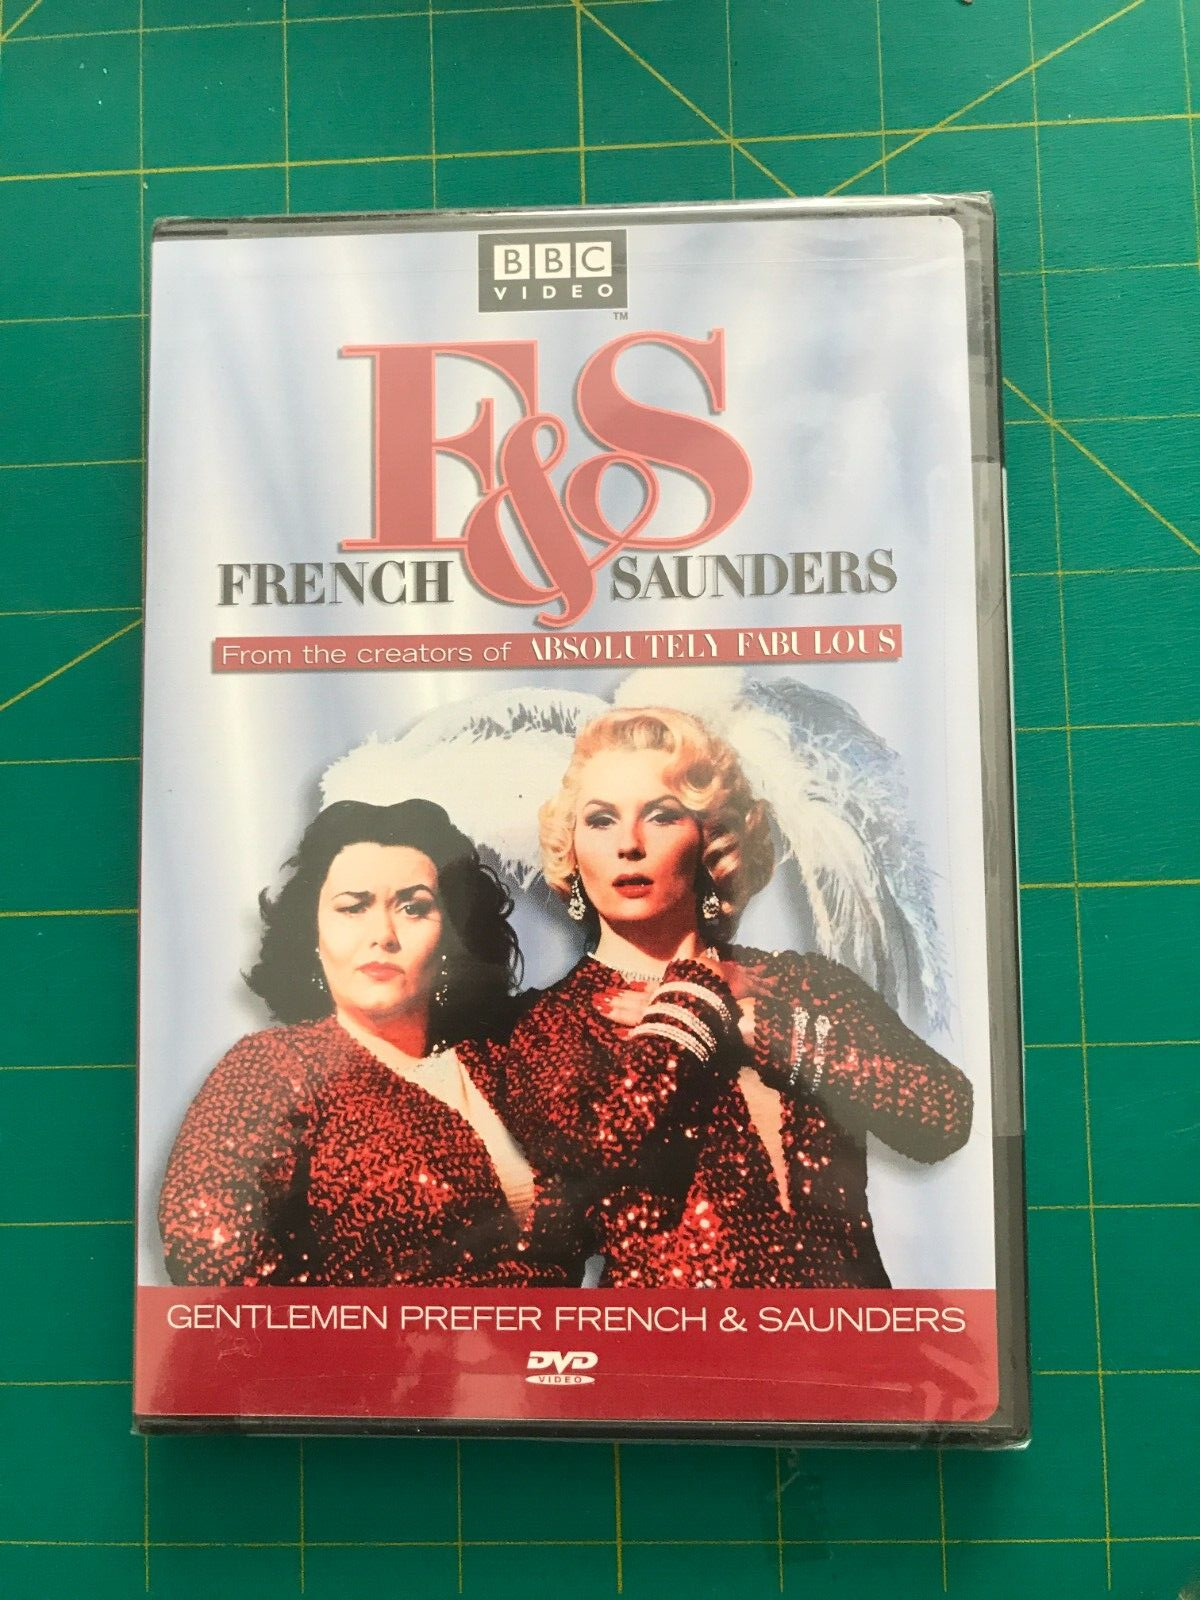 BBC
VIDEO
TM
F&S
FRENCH SAUNDERS
From the creators of ABSOLUTELY FABULOUS
GENTLEMEN PREFER FRENCH & SAUNDERS
DVD
VIDEO